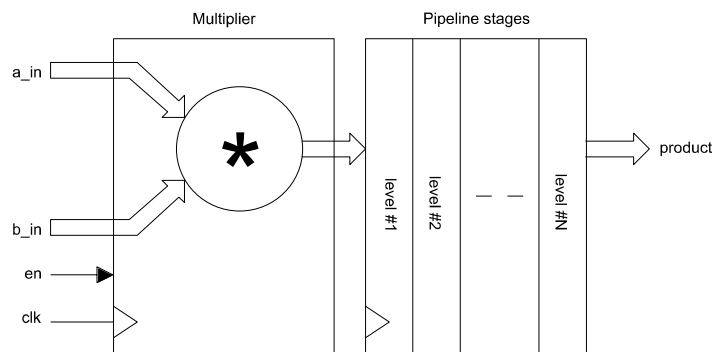 Multiplier
Pipeline stages
a_in
*
product
level #1
level #2
level #N
b_in
en
clk